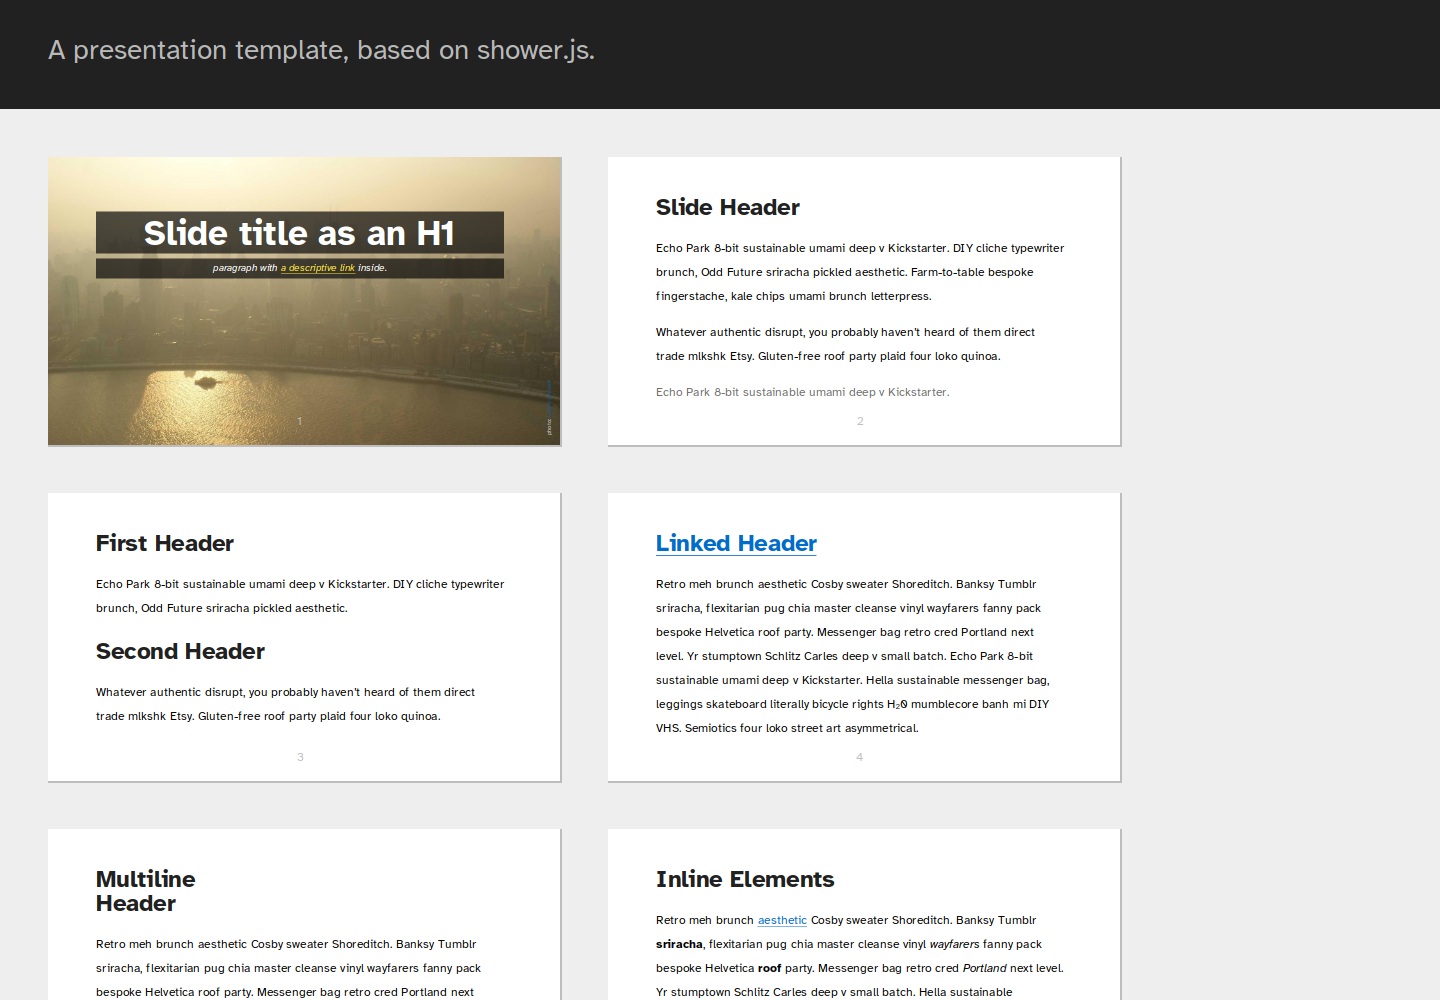 A presentation template, based on shower.js.
Slide title as an H1
paragraph with a descriptive link inside.
photo:
1
Slide Header
Echo Park 8-bit sustainable umami deep v Kickstarter. DIY cliche typewriter
brunch, Odd Future sriracha pickled aesthetic. Farm-to-table bespoke
fingerstache, kale chips umami brunch letterpress.
Whatever authentic disrupt, you probably haven't heard of them direct
trade mlkshk Etsy. Gluten-free roof party plaid four loko quinoa.
Echo Park 8-bit sustainable umami deep v Kickstarter.
2
First Header
Echo Park 8-bit sustainable umami deep v Kickstarter. DIY cliche typewriter
brunch, Odd Future sriracha pickled aesthetic.
Second Header
Whatever authentic disrupt, you probably haven't heard of them direct
trade mlkshk Etsy. Gluten-free roof party plaid four loko quinoa.
3
Linked Header
Retro meh brunch aesthetic Cosby sweater Shoreditch. Banksy Tumblr
sriracha, flexitarian pug chia master cleanse vinyl wayfarers fanny pack
bespoke Helvetica roof party. Messenger bag retro cred Portland next
level. Yr stumptown Schlitz Carles deep v small batch. Echo Park 8-bit
sustainable umami deep v Kickstarter. Hella sustainable messenger bag,
leggings skateboard literally bicycle rights H₂0 mumblecore banh mi DIY
VHS. Semiotics four loko street art asymmetrical.
4
Multiline
Header
Retro meh brunch aesthetic Cosby sweater Shoreditch. Banksy Tumblr
sriracha, flexitarian pug chia master cleanse vinyl wayfarers fanny pack
bespoke Helvetica roof party. Messenger bag retro cred Portland next
Inline Elements
Retro meh brunch aesthetic Cosby sweater Shoreditch. Banksy Tumblr
sriracha, flexitarian pug chia master cleanse vinyl wayfarers fanny pack
bespoke Helvetica roof party. Messenger bag retro cred Portland next level.
Yr stumptown Schlitz Carles deep v small batch. Hella sustainable